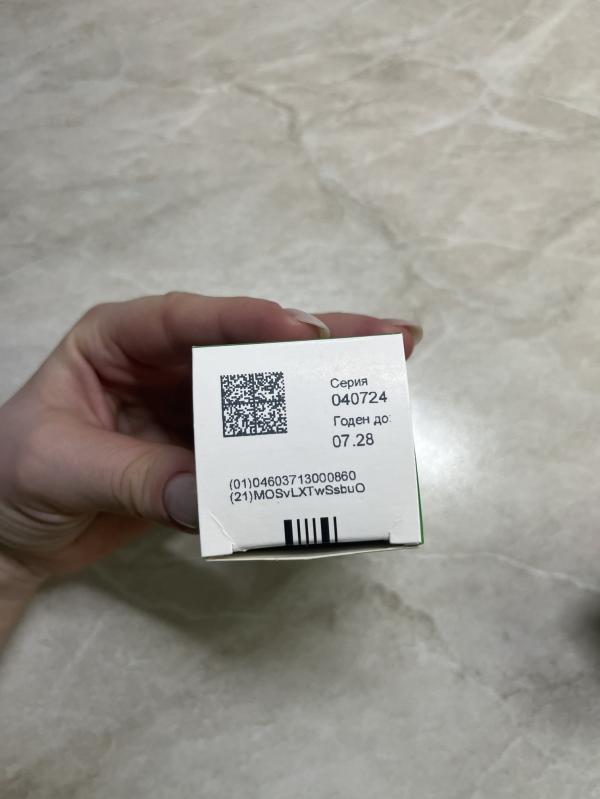 Серия
040724
Годен до:
07.28
(01)04603713000860
(21)MOSvLXTwSsbuO